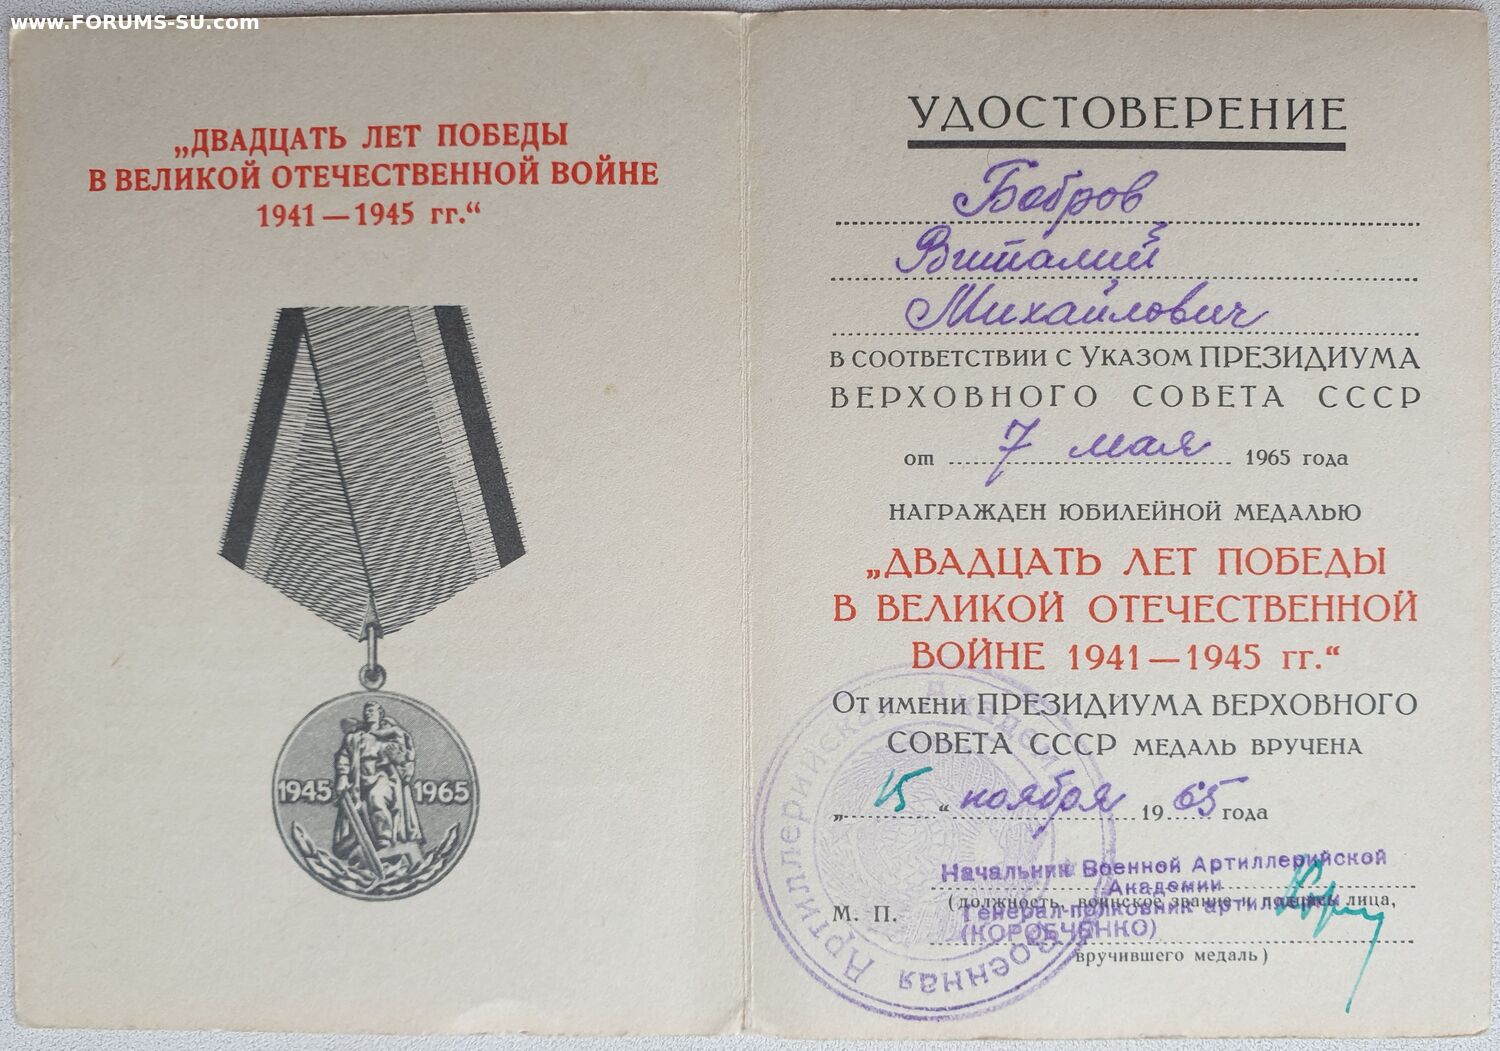 www.FORUMS-SU.com
„ДВАДЦАТЬ ЛЕТ ПОБЕДЫ
В ВЕЛИКОЙ ОТЕЧЕСТВЕННОЙ ВОЙНЕ
1941—1945 гг.“
1945 1965
УДОСТОВЕРЕНИЕ
Бобров
Виталий
Михайлович
В СООТВЕТСТВИИ С УКАЗОМ ПРЕЗИДИУМА
ВЕРХОВНОГО СОВЕТА СССР
от 7 мая 1965 года
НАГРАЖДЕН ЮБИЛЕЙНОЙ МЕДАЛЬЮ
„ДВАДЦАТЬ ЛЕТ ПОБЕДЫ
В ВЕЛИКОЙ ОТЕЧЕСТВЕННОЙ
ВОЙНЕ 1941—1945 гг.“
ОТ ИМЕНИ ПРЕЗИДИУМА ВЕРХОВНОГО
СОВЕТА СССР МЕДАЛЬ ВРУЧЕНА
„15“ ноября 1965 года
Начальник Военной Артиллерийской
Академии
(должность, воинское звание и подпись лица,
Генерал-полковник артиллерии
М. П.
(КОРОБЧЕНКО)
вручившего медаль)
Военная Артиллерийская Академия